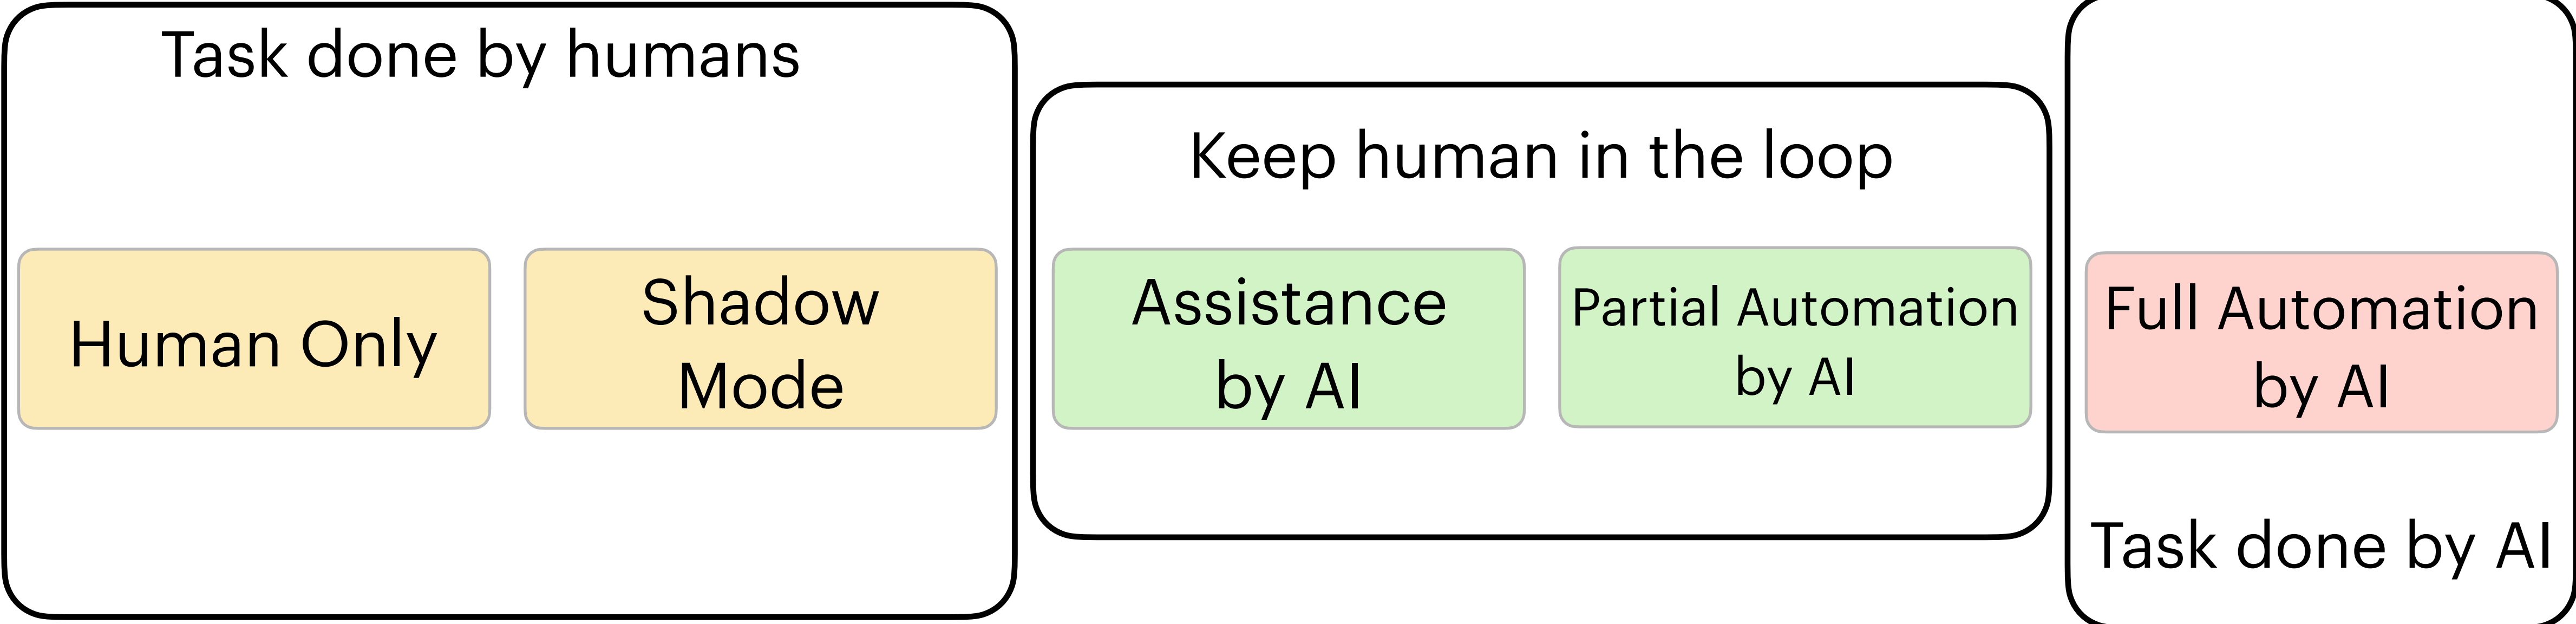 Task done by humans
Human Only
Shadow
Mode
Keep human in the loop
Assistance
by AI
Partial Automation
by AI
Full Automation
by AI
Task done by AI